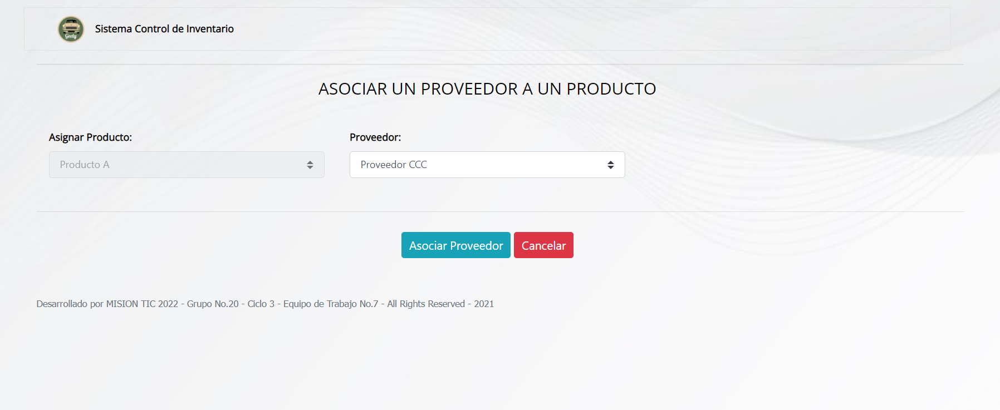 Geely
Sistema Control de Inventario
ASOCIAR UN PROVEEDOR A UN PRODUCTO
Asignar Producto:
Proveedor:
Producto A
Proveedor CCC
Asociar Proveedor
Cancelar
Desarrollado por MISION TIC 2022 - Grupo No.20 - Ciclo 3 - Equipo de Trabajo No.7 - All Rights Reserved - 2021